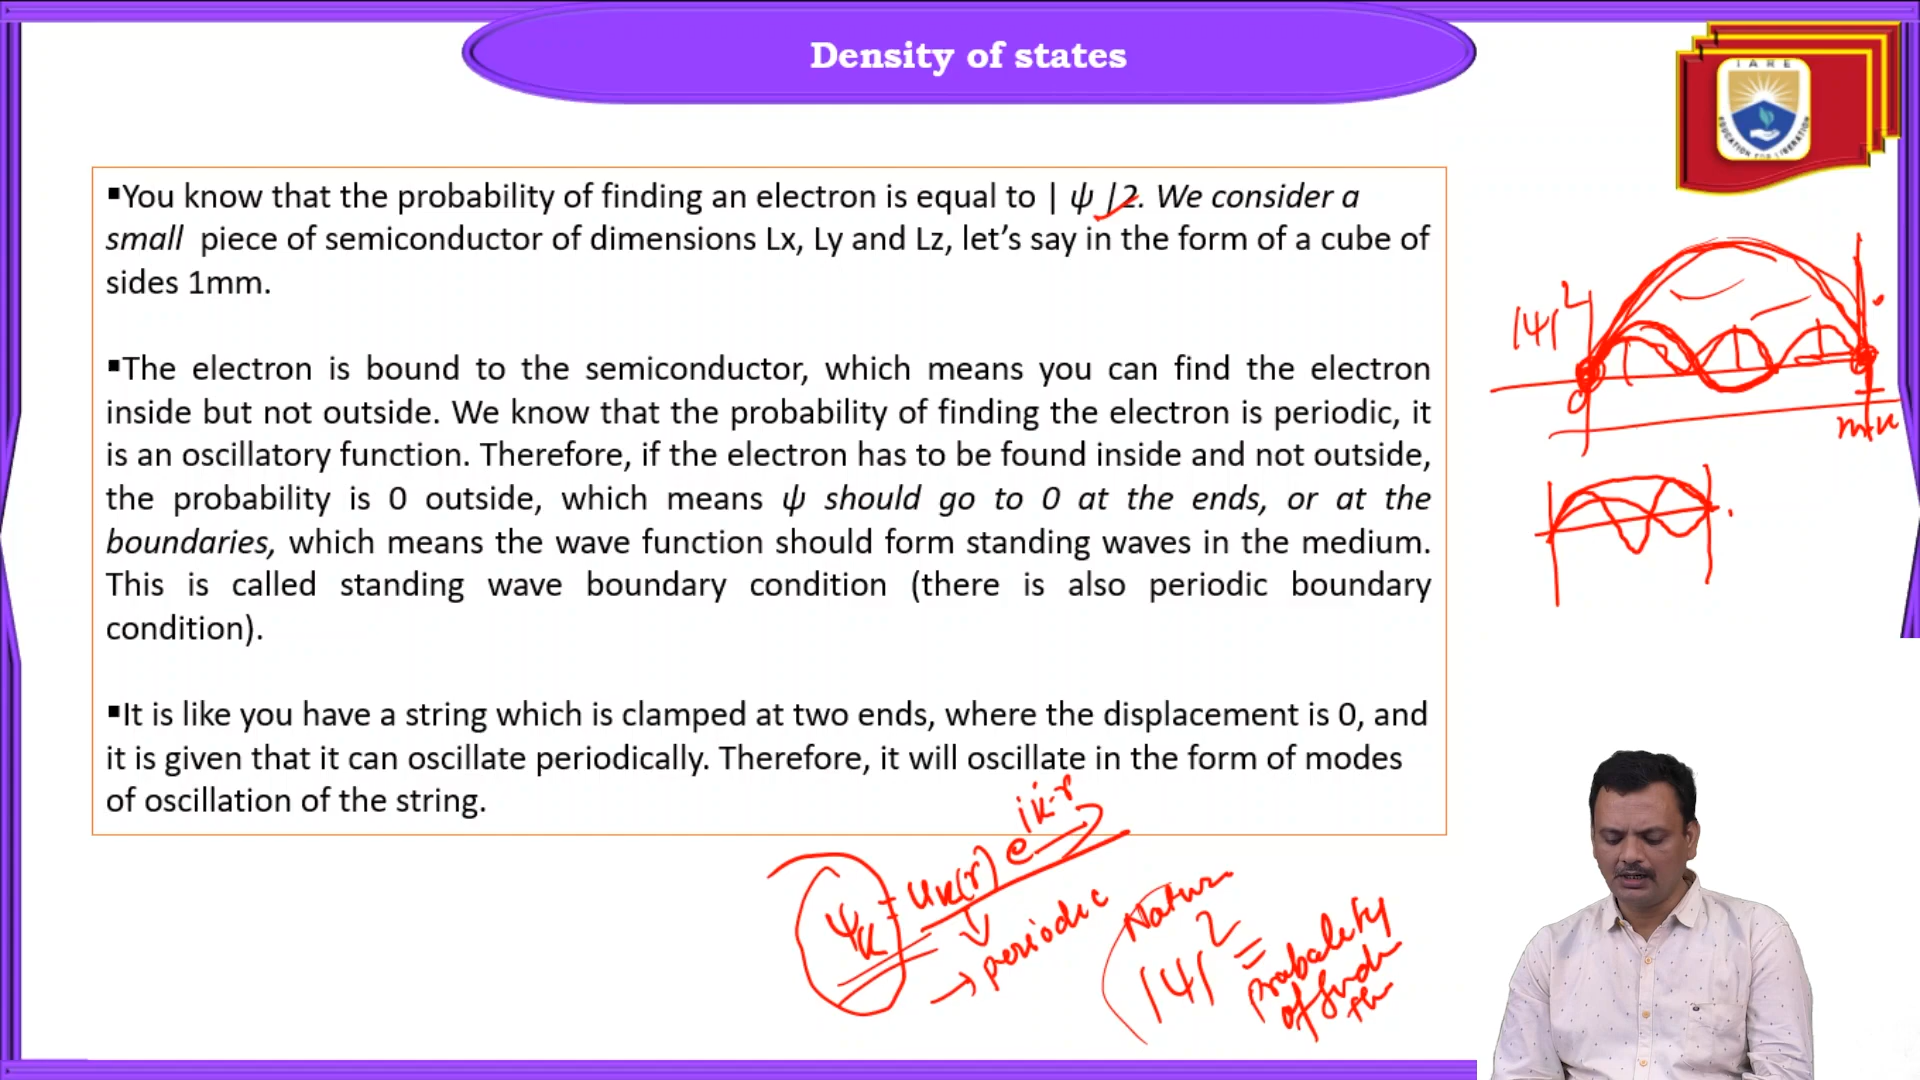 Density of states
IARE
EDUCATION FOR LIBERATION
▪You know that the probability of finding an electron is equal to | ψ |2. We consider a
small piece of semiconductor of dimensions Lx, Ly and Lz, let’s say in the form of a cube of
sides 1mm.
▪The electron is bound to the semiconductor, which means you can find the electron
inside but not outside. We know that the probability of finding the electron is periodic, it
is an oscillatory function. Therefore, if the electron has to be found inside and not outside,
the probability is 0 outside, which means ψ should go to 0 at the ends, or at the
boundaries, which means the wave function should form standing waves in the medium.
This is called standing wave boundary condition (there is also periodic boundary
condition).
▪It is like you have a string which is clamped at two ends, where the displacement is 0, and
it is given that it can oscillate periodically. Therefore, it will oscillate in the form of modes
of oscillation of the string.
|ψ|²
0
ψk = uk(r) e^ik·r
→ periodic
Nature
|ψ|² =
probability
of